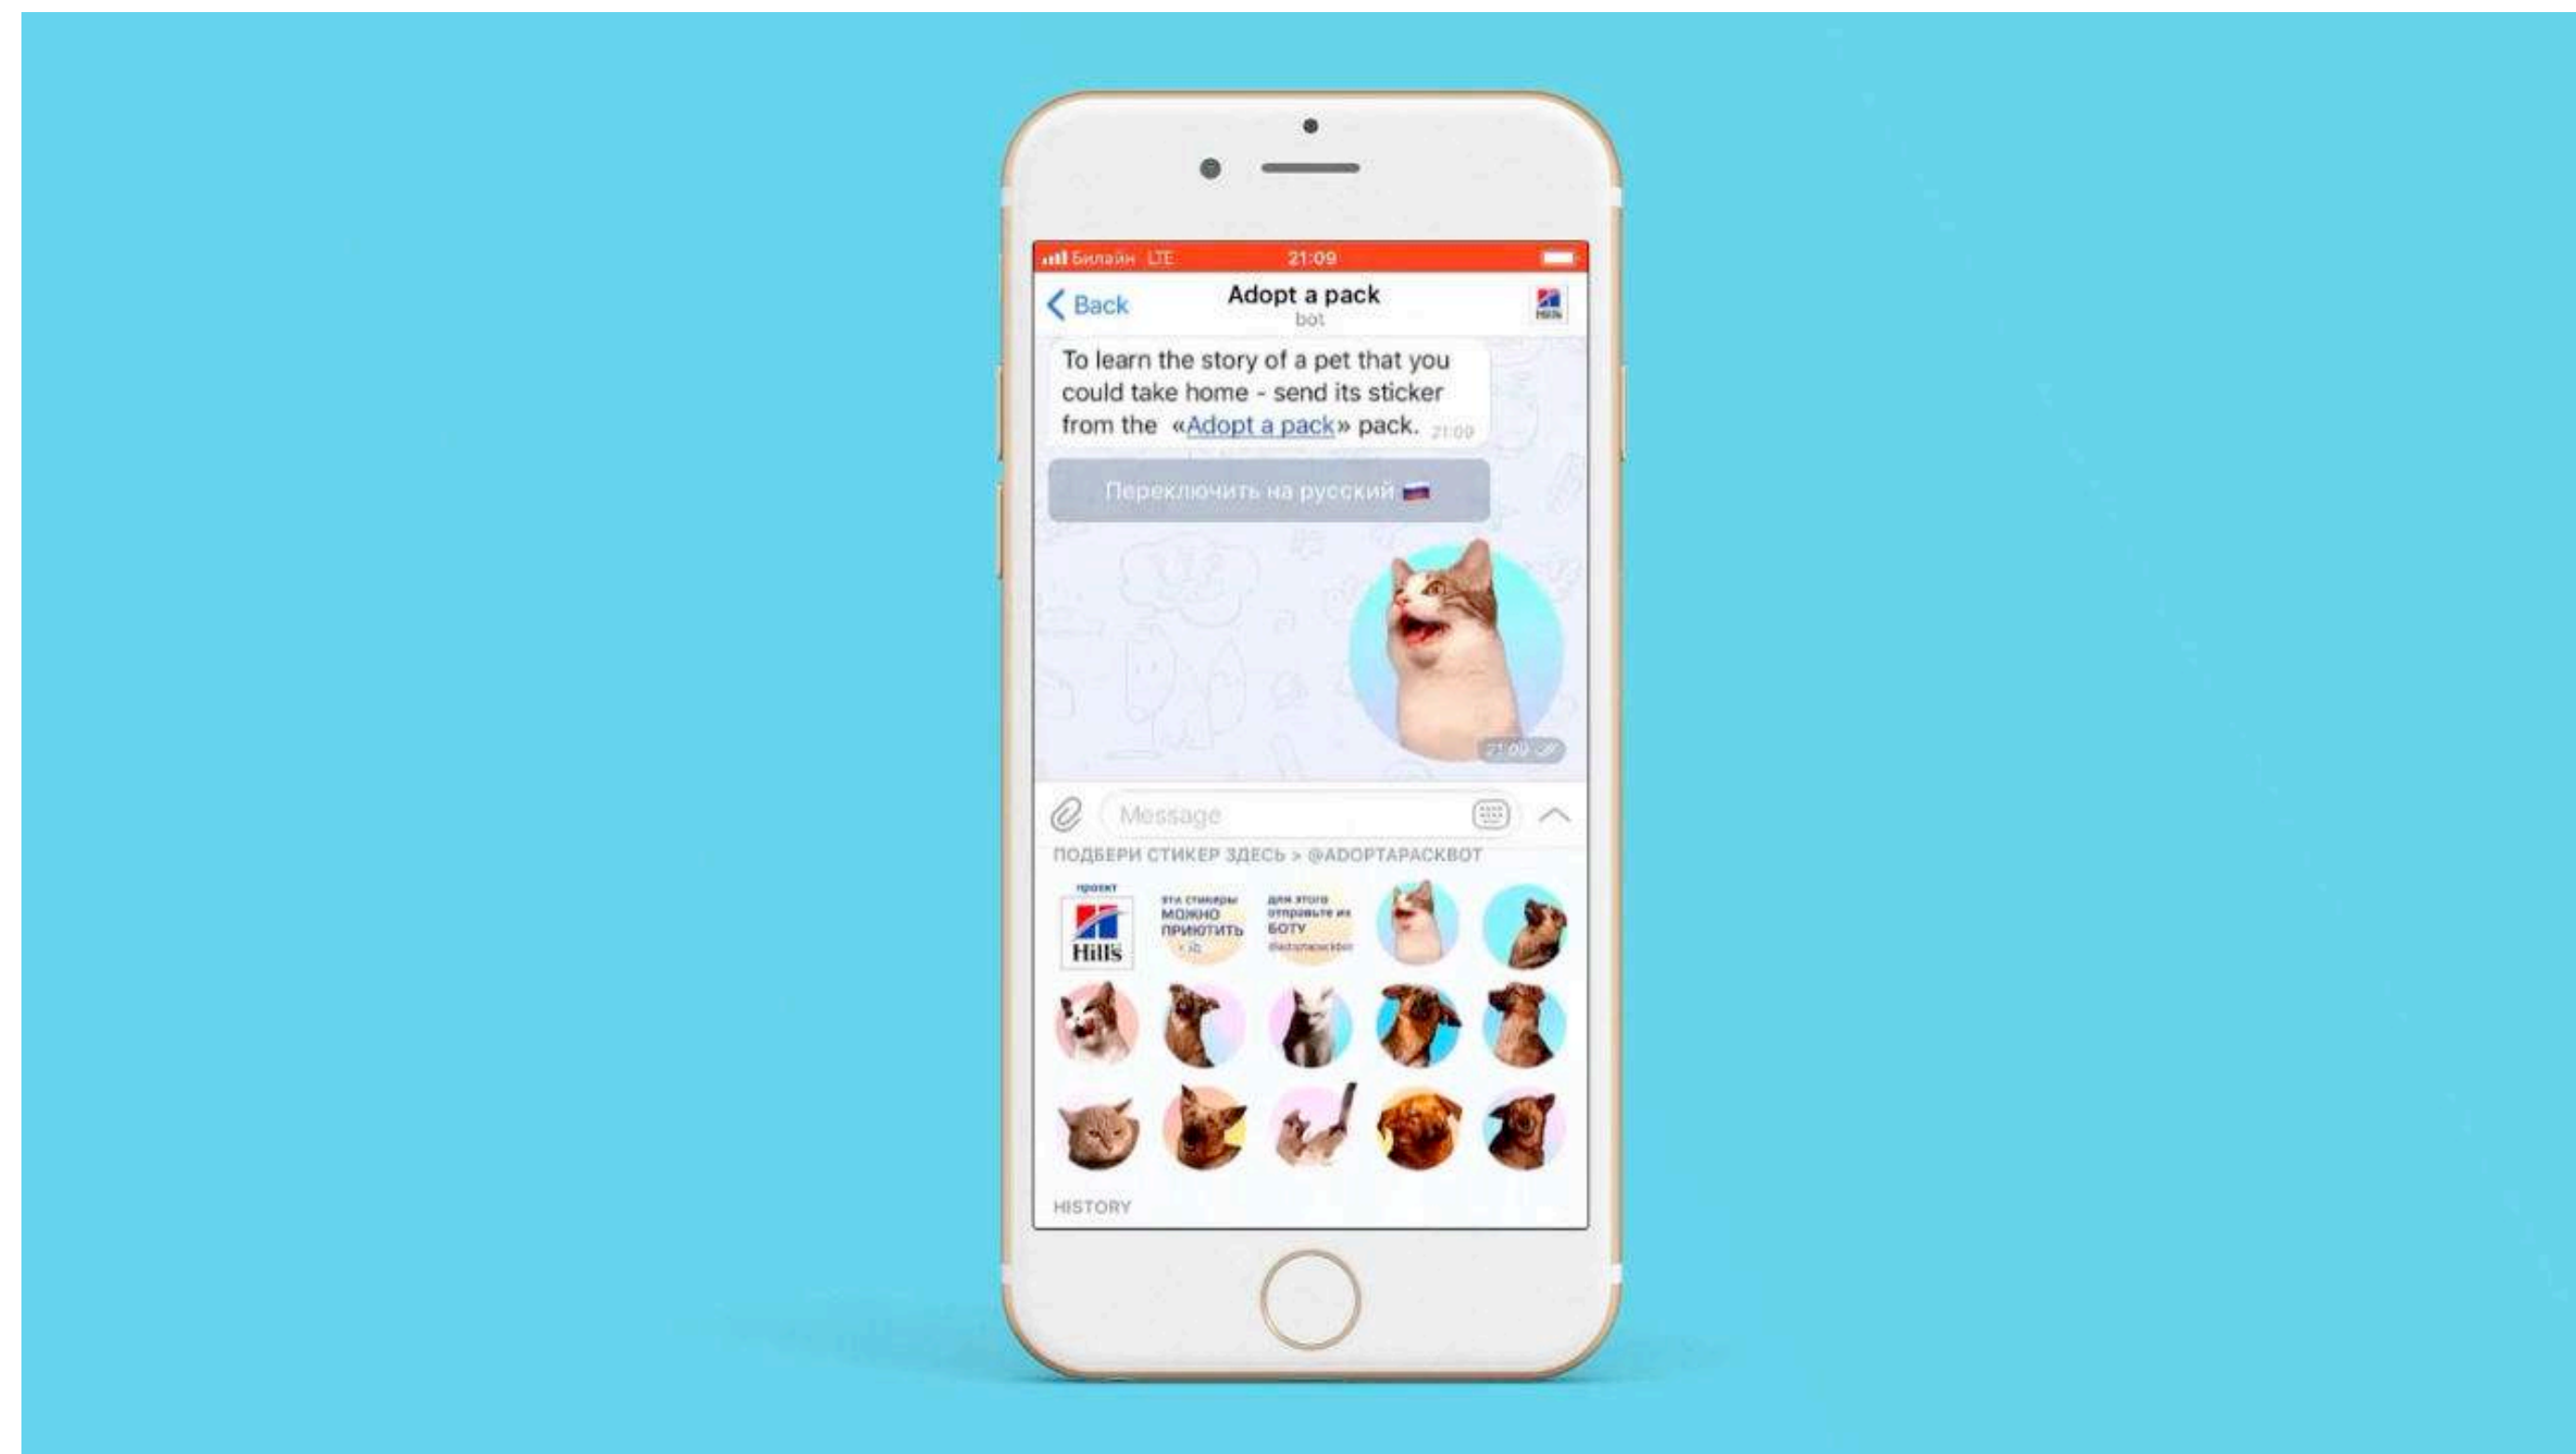 Билайн LTE 21:09
Back
Adopt a pack
bot
Hill's
To learn the story of a pet that you
could take home - send its sticker
from the «Adopt a pack» pack. 21:09
Переключить на русский
21:09
Message
ПОДБЕРИ СТИКЕР ЗДЕСЬ > @ADOPTAPACKBOT
проект
Hill's
эти стикеры
МОЖНО
ПРИЮТИТЬ
для этого
отправьте их
БОТУ
@adoptapackbot
HISTORY